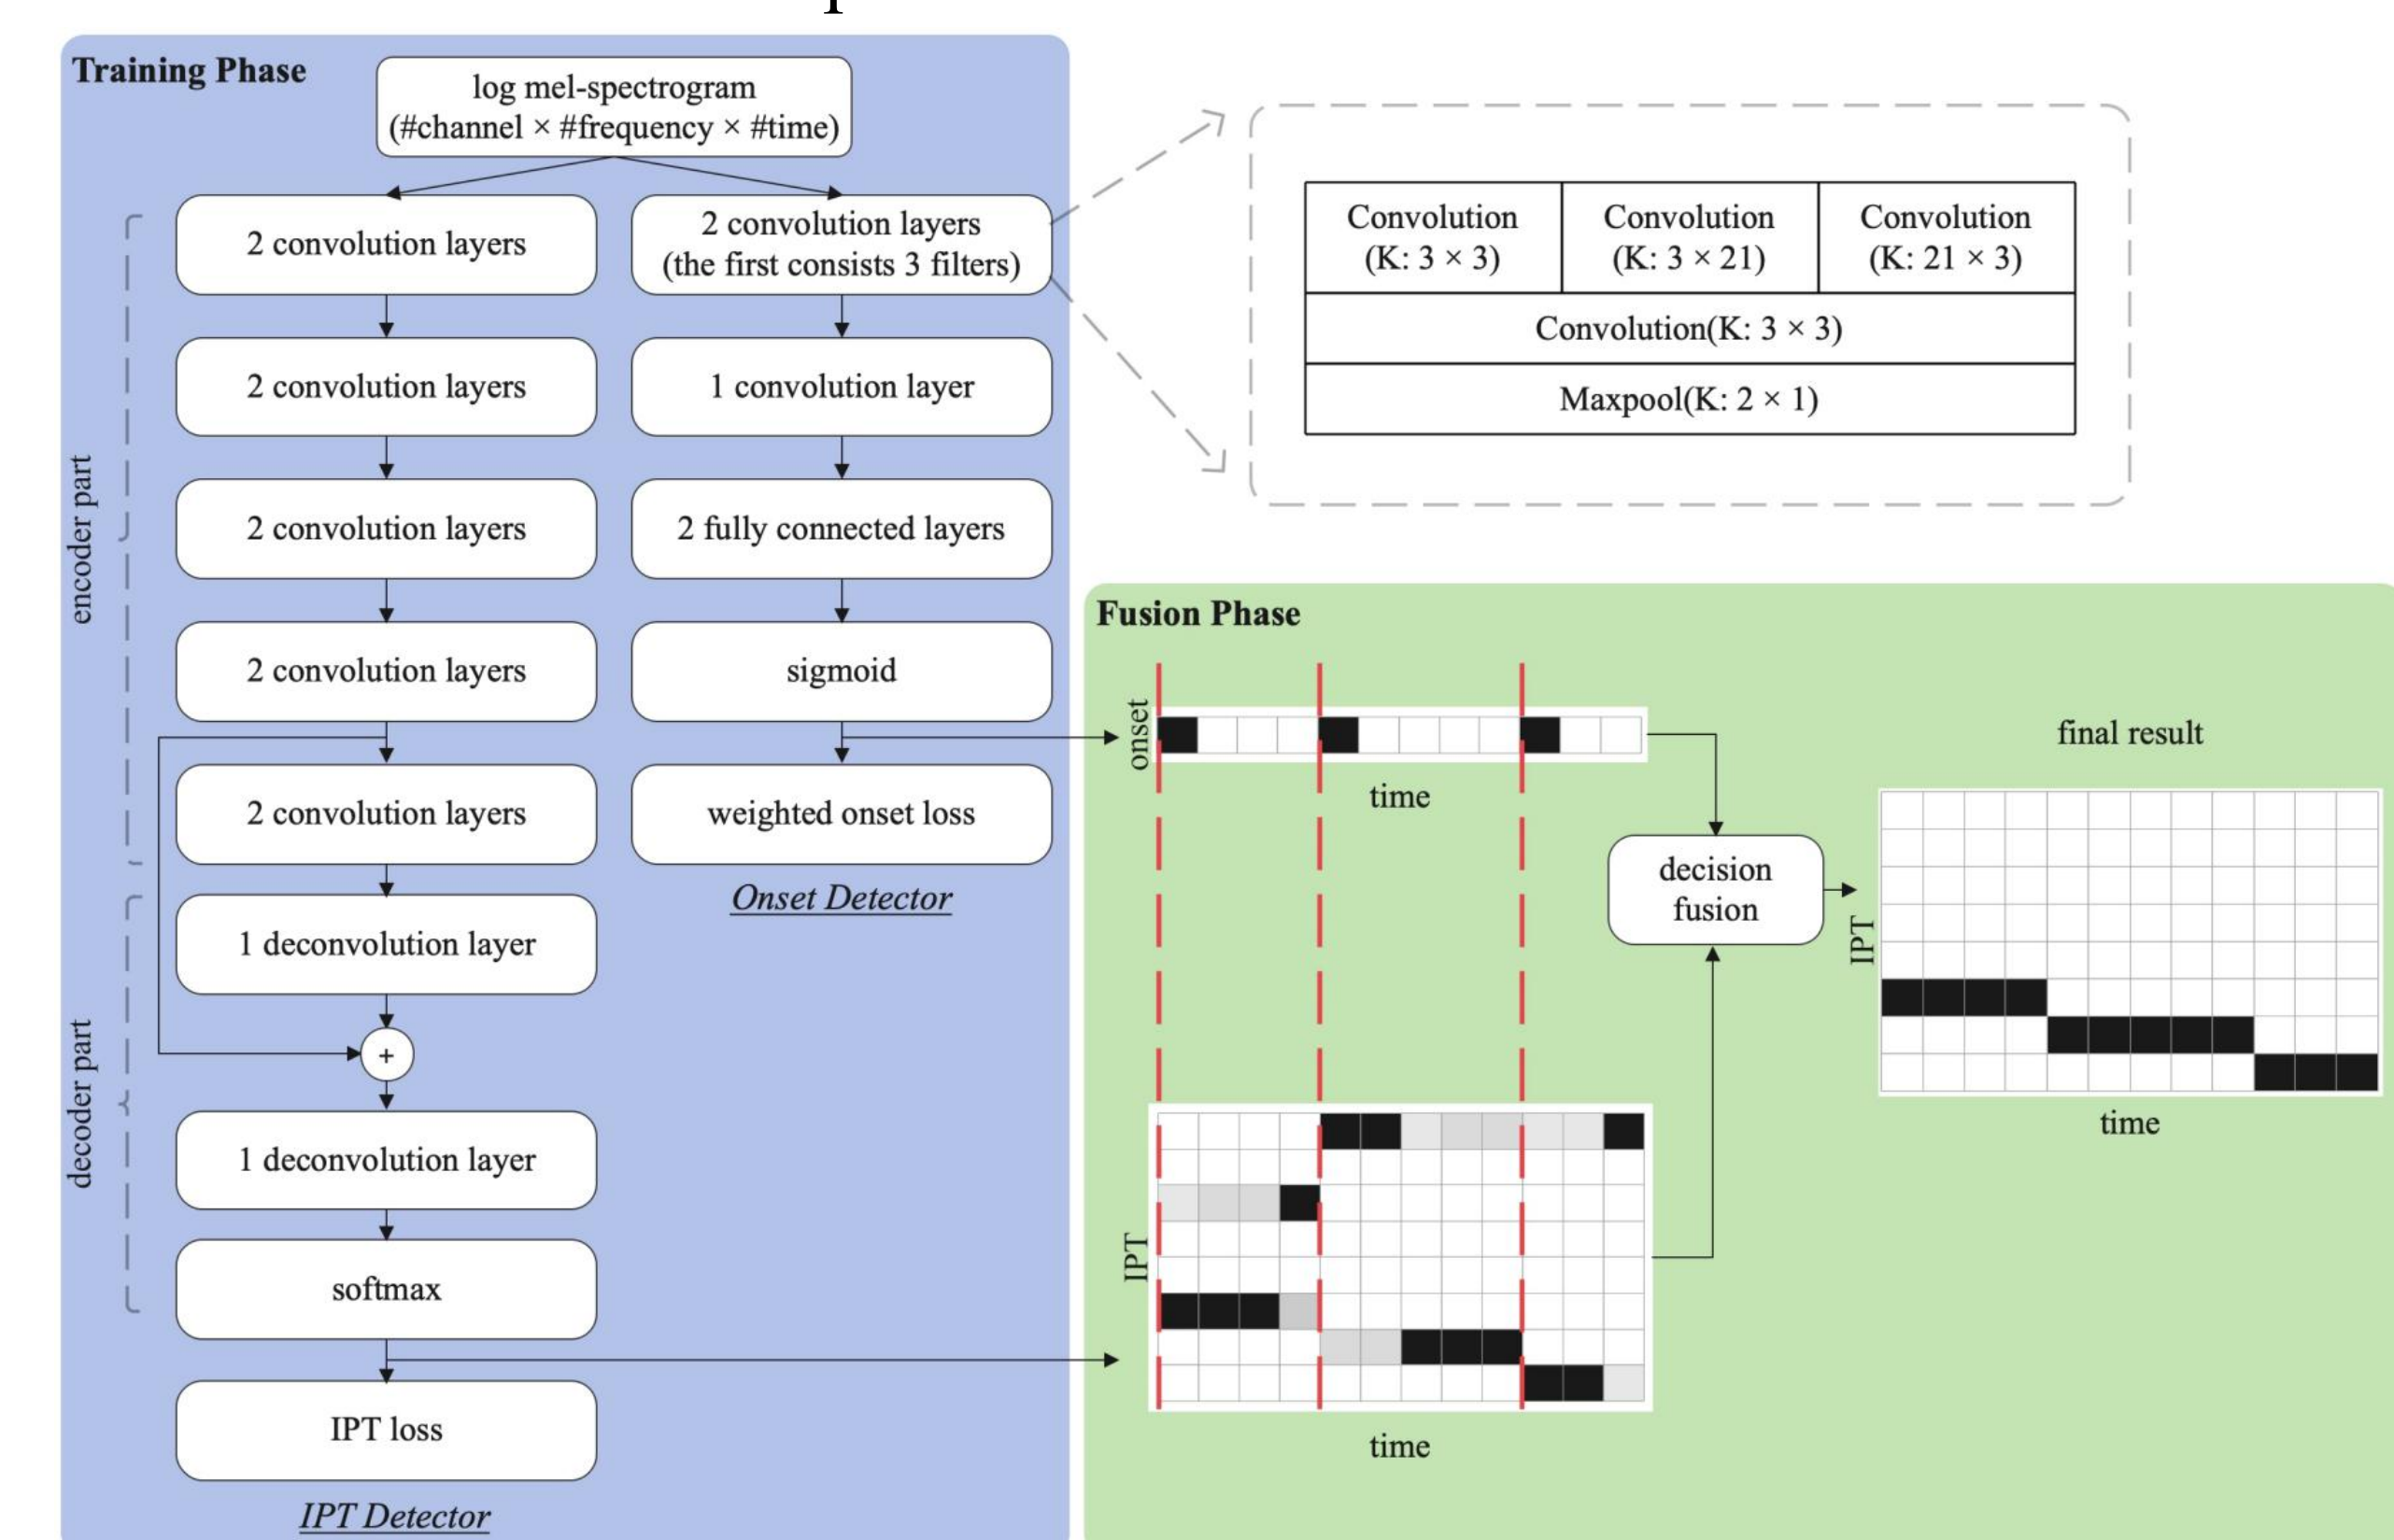 Training Phase
log mel-spectrogram
(#channel × #frequency × #time)
2 convolution layers
2 convolution layers
2 convolution layers
2 convolution layers
2 convolution layers
1 deconvolution layer
+
1 deconvolution layer
softmax
IPT loss
IPT Detector
encoder part
decoder part
2 convolution layers
(the first consists 3 filters)
1 convolution layer
2 fully connected layers
sigmoid
weighted onset loss
Onset Detector
Convolution
(K: 3 × 3)
Convolution
(K: 3 × 21)
Convolution
(K: 21 × 3)
Convolution(K: 3 × 3)
Maxpool(K: 2 × 1)
Fusion Phase
onset
time
IPT
time
decision
fusion
final result
IPT
time